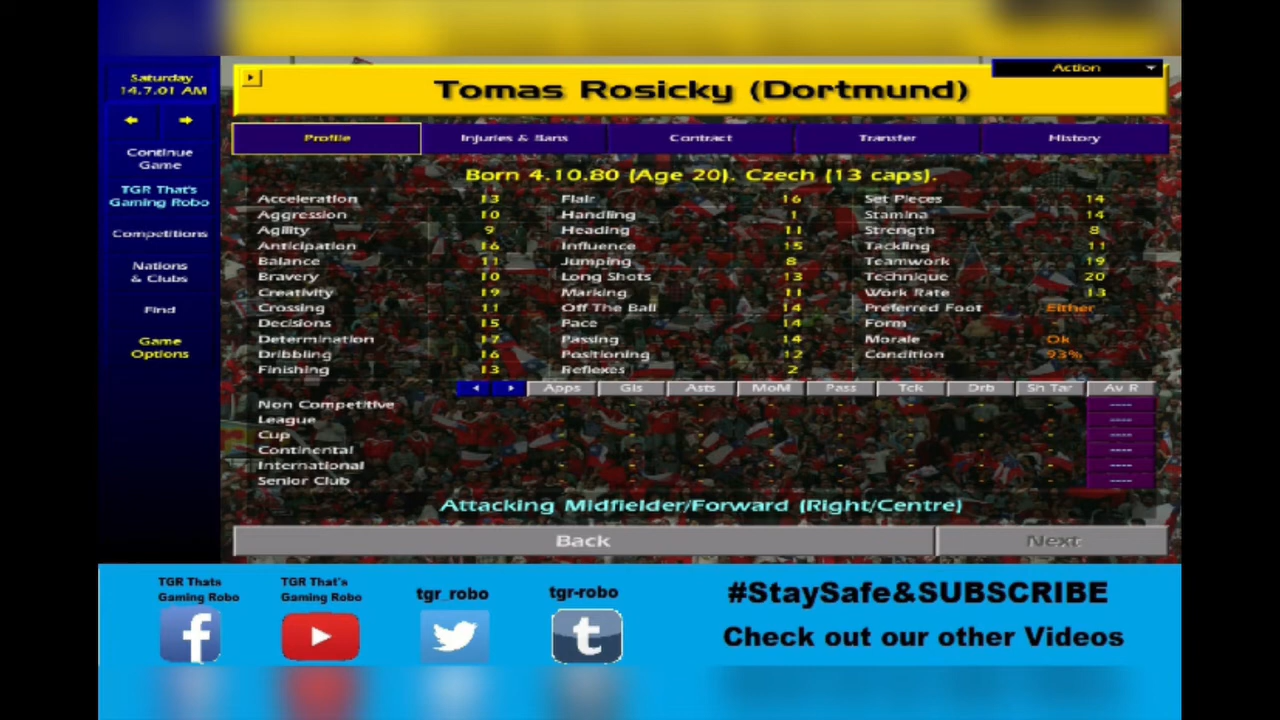 Saturday
14.7.01 AM
Continue
Game
TGR That's
Gaming Robo
Competitions
Nations
& Clubs
Find
Game
Options
Action
Tomas Rosicky (Dortmund)
Profile Injuries & Bans Contract Transfer History
Born 4.10.80 (Age 20). Czech (13 caps).
Acceleration 13 Flair 16 Set Pieces 14
Aggression 10 Handling 1 Stamina 14
Agility 9 Heading 11 Strength 8
Anticipation 16 Influence 15 Tackling 11
Balance 11 Jumping 8 Teamwork 19
Bravery 10 Long Shots 13 Technique 20
Creativity 19 Marking 11 Work Rate 13
Crossing 11 Off The Ball 14 Preferred Foot Either
Decisions 15 Pace 14 Form
Determination 17 Passing 14 Morale Ok
Dribbling 16 Positioning 12 Condition 93%
Finishing 13 Reflexes 2
Apps Gls Asts MoM Pass Tck Drb Sh Tar Av R
Non Competitive - - - - - - - - ----
League - - - - - - - - ----
Cup - - - - - - - - ----
Continental - - - - - - - - ----
International - - - - - - - - ----
Senior Club - - - - - - - - ----
Attacking Midfielder/Forward (Right/Centre)
Back Next
TGR Thats
Gaming Robo
TGR That's
Gaming Robo
tgr_robo
tgr-robo
#StaySafe&SUBSCRIBE
Check out our other Videos